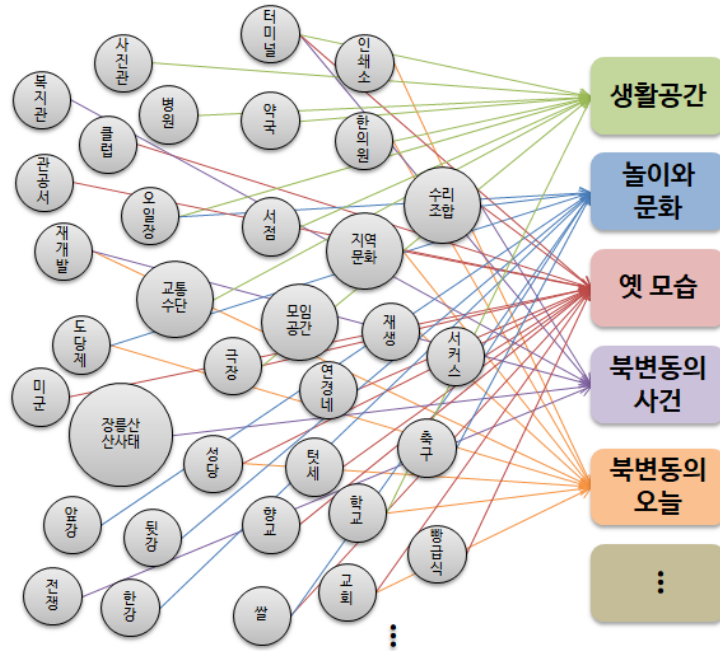 터
미
널
인
쇄
소
사
진
관
복
지
관
병
원
약
국
한
의
원
클
럽
관
공
서
오
일
장
서
점
수리
조합
재
개
발
지역
문화
교통
수단
모임
공간
재
생
서
커
스
도
당
제
극
장
연
경
네
미
군
장릉산
산사태
성
당
텃
세
축
구
앞
강
뒷
강
향
교
학
교
빵
급
식
전
쟁
한
강
쌀
교
회
⋮
생활공간
놀이와
문화
옛 모습
북변동의
사건
북변동의
오늘
⋮